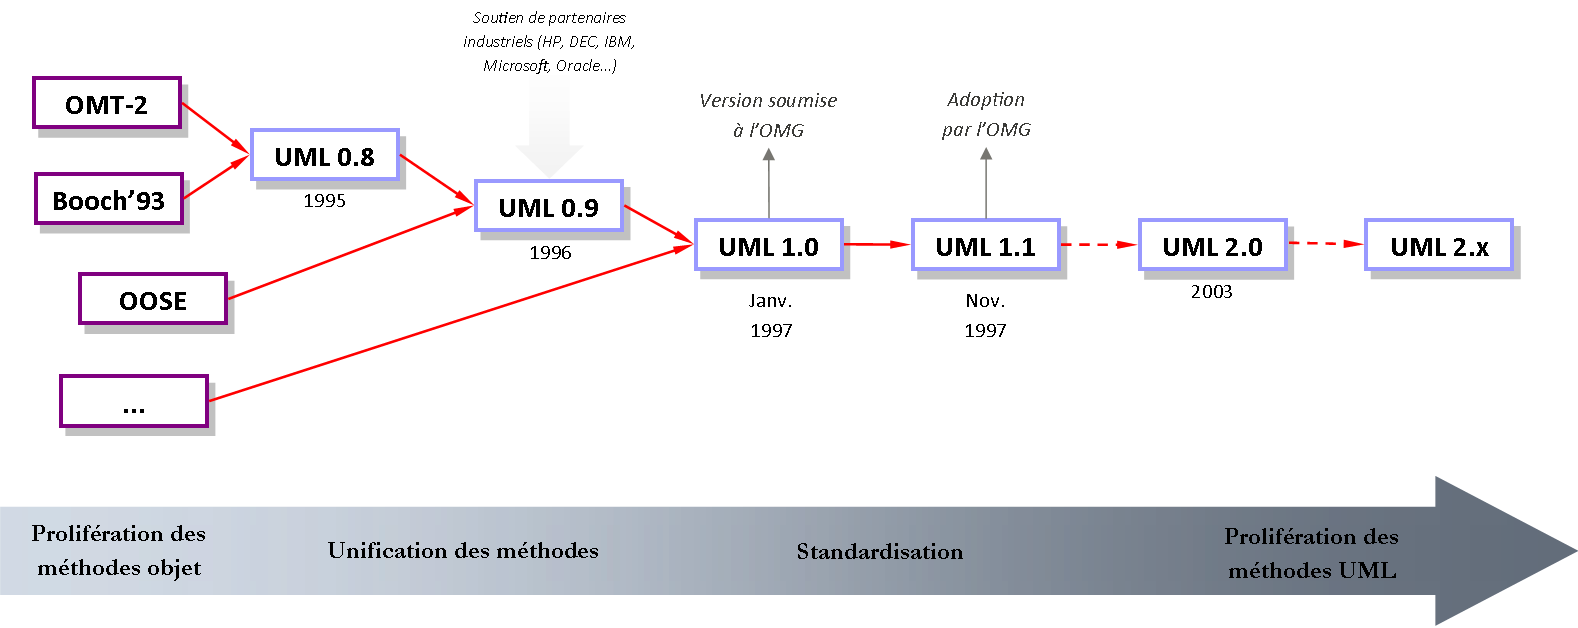 Soutien de partenaires
industriels (HP, DEC, IBM,
Microsoft, Oracle...)
OMT-2
Booch’93
OOSE
...
UML 0.8
1995
UML 0.9
1996
Version soumise
à l’OMG
UML 1.0
Janv.
1997
Adoption
par l’OMG
UML 1.1
Nov.
1997
UML 2.0
2003
UML 2.x
Prolifération des
méthodes objet
Unification des méthodes
Standardisation
Prolifération des
méthodes UML